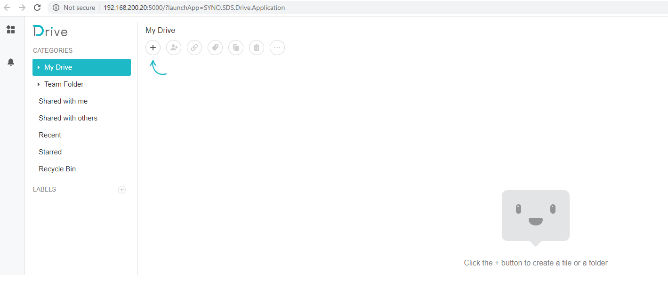 Not secure | 192.168.200.20:5000/?launchApp=SYNO.SDS.Drive.Application
Drive
My Drive
CATEGORIES
My Drive
Team Folder
Shared with me
Shared with others
Recent
Starred
Recycle Bin
LABELS
Click the + button to create a file or a folder